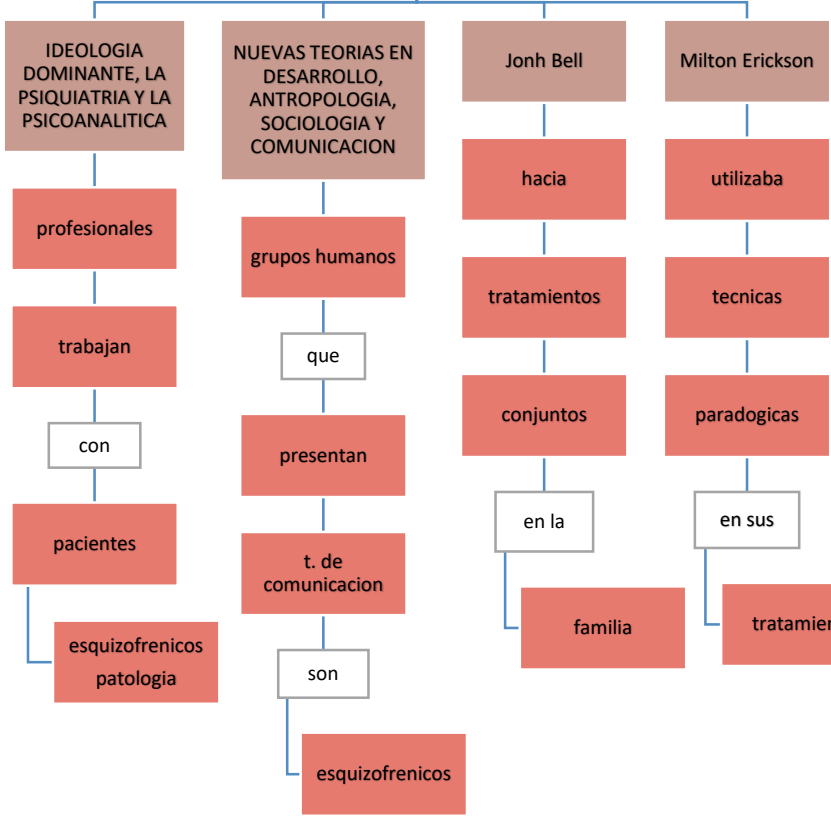 IDEOLOGIA
DOMINANTE, LA
PSIQUIATRIA Y LA
PSICOANALITICA
profesionales
trabajan
con
pacientes
esquizofrenicos
patologia
NUEVAS TEORIAS EN
DESARROLLO,
ANTROPOLOGIA,
SOCIOLOGIA Y
COMUNICACION
grupos humanos
que
presentan
t. de
comunicacion
son
esquizofrenicos
Jonh Bell
hacia
tratamientos
conjuntos
en la
familia
Milton Erickson
utilizaba
tecnicas
paradogicas
en sus